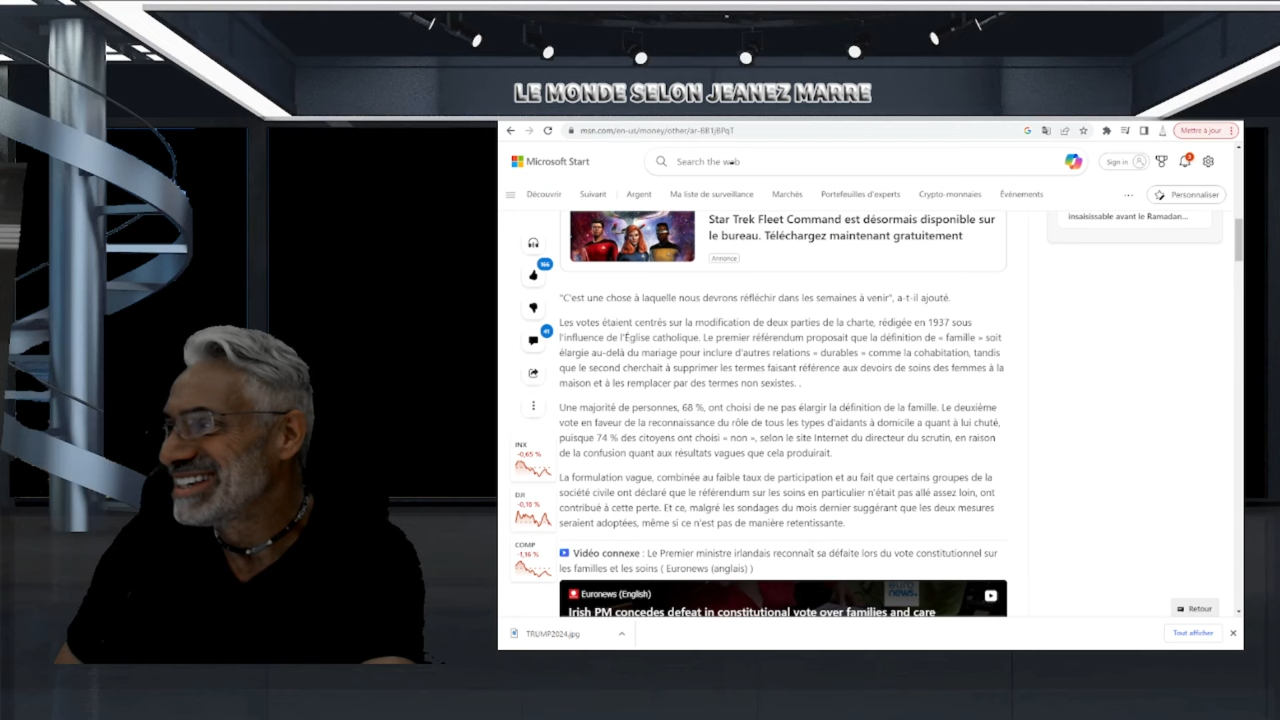 LE MONDE SELON JEANEZ MARRE
msn.com/en-us/money/other/ar-BB1jBPqT
Mettre à jour
Microsoft Start
Search the web
Sign in
3
Découvrir
Suivant
Argent
Ma liste de surveillance
Marchés
Portefeuilles d'experts
Crypto-monnaies
Événements
Personnaliser
Star Trek Fleet Command est désormais disponible sur
le bureau. Téléchargez maintenant gratuitement
Annonce
insaisissable avant le Ramadan...
166
41
"C'est une chose à laquelle nous devrons réfléchir dans les semaines à venir", a-t-il ajouté.
Les votes étaient centrés sur la modification de deux parties de la charte, rédigée en 1937 sous
l'influence de l'Église catholique. Le premier référendum proposait que la définition de « famille » soit
élargie au-delà du mariage pour inclure d'autres relations » durables » comme la cohabitation, tandis
que le second cherchait à supprimer les termes faisant référence aux devoirs de soins des femmes à la
maison et à les remplacer par des termes non sexistes. .
Une majorité de personnes, 68 %, ont choisi de ne pas élargir la définition de la famille. Le deuxième
vote en faveur de la reconnaissance du rôle de tous les types d'aidants à domicile a quant à lui chuté,
puisque 74 % des citoyens ont choisi « non », selon le site Internet du directeur du scrutin, en raison
de la confusion quant aux résultats vagues que cela produirait.
La formulation vague, combinée au faible taux de participation et au fait que certains groupes de la
société civile ont déclaré que le référendum sur les soins en particulier n'était pas allé assez loin, ont
contribué à cette perte. Et ce, malgré les sondages du mois dernier suggérant que les deux mesures
seraient adoptées, même si ce n'est pas de manière retentissante.
INX
-0,65 %
DJI
-0,18 %
COMP
-1,16 %
Vidéo connexe : Le Premier ministre irlandais reconnaît sa défaite lors du vote constitutionnel sur
les familles et les soins ( Euronews (anglais) )
Euronews (English)
euro
news.
Irish PM concedes defeat in constitutional vote over families and care
Retour
TRUMP2024.jpg
Tout afficher